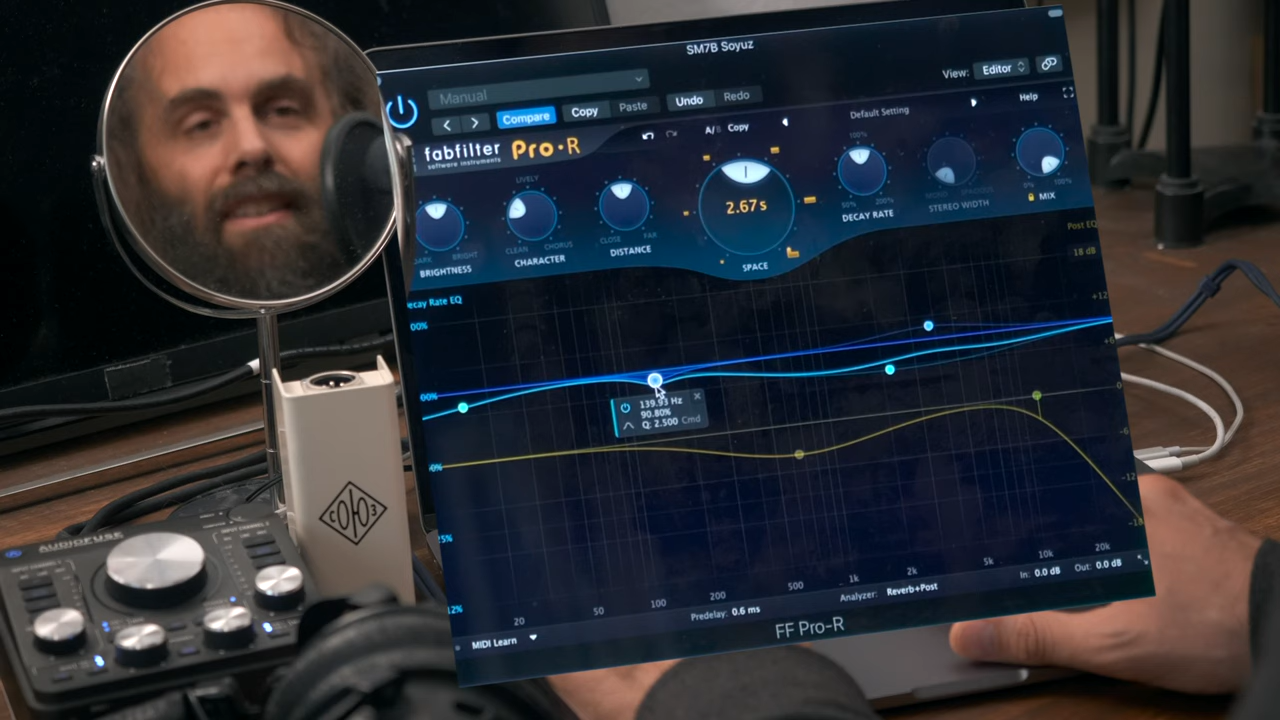 SM7B Soyuz
Manual
View: Editor
Compare Copy Paste Undo Redo
fabfilter Pro·R
software instruments
A/B Copy
Default Setting
Help
LIVELY
100%
2.67s
DARK BRIGHT
BRIGHTNESS
CLEAN CHORUS
CHARACTER
CLOSE FAR
DISTANCE
SPACE
50% 200%
DECAY RATE
MONO SPACIOUS
STEREO WIDTH
0% 100%
MIX
Post EQ
18 dB
Decay Rate EQ
+12
+6
0
-6
-12
-18
139.93 Hz
90.80%
Q: 2.500 Cmd
20 50 100 200 500 1k 2k 5k 10k 20k
MIDI Learn
Predelay: 0.6 ms
Analyzer: Reverb+Post
In: 0.0 dB Out: 0.0 dB
FF Pro-R
AUDIOFUSE
СОЮЗ